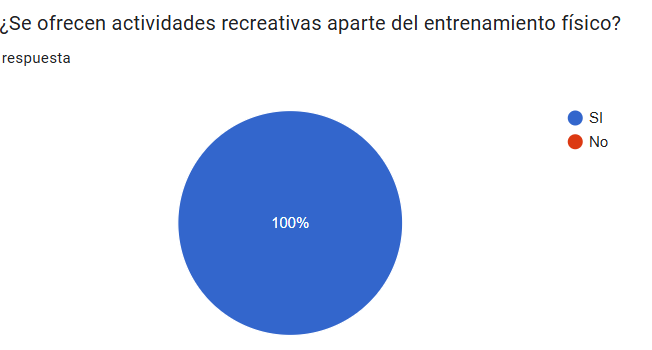 ¿Se ofrecen actividades recreativas aparte del entrenamiento físico?
respuesta
SI
No
100%